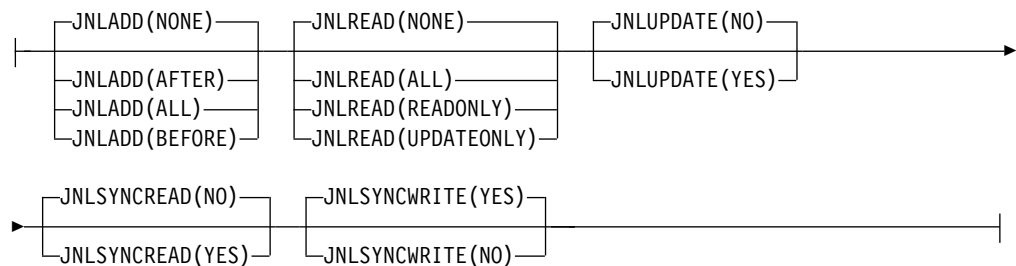 JNLADD(NONE) JNLREAD(NONE) JNLUPDATE(NO)
JNLADD(AFTER) JNLREAD(ALL) JNLUPDATE(YES)
JNLADD(ALL) JNLREAD(READONLY)
JNLADD(BEFORE) JNLREAD(UPDATEONLY)
JNLSYNCREAD(NO) JNLSYNCWRITE(YES)
JNLSYNCREAD(YES) JNLSYNCWRITE(NO)